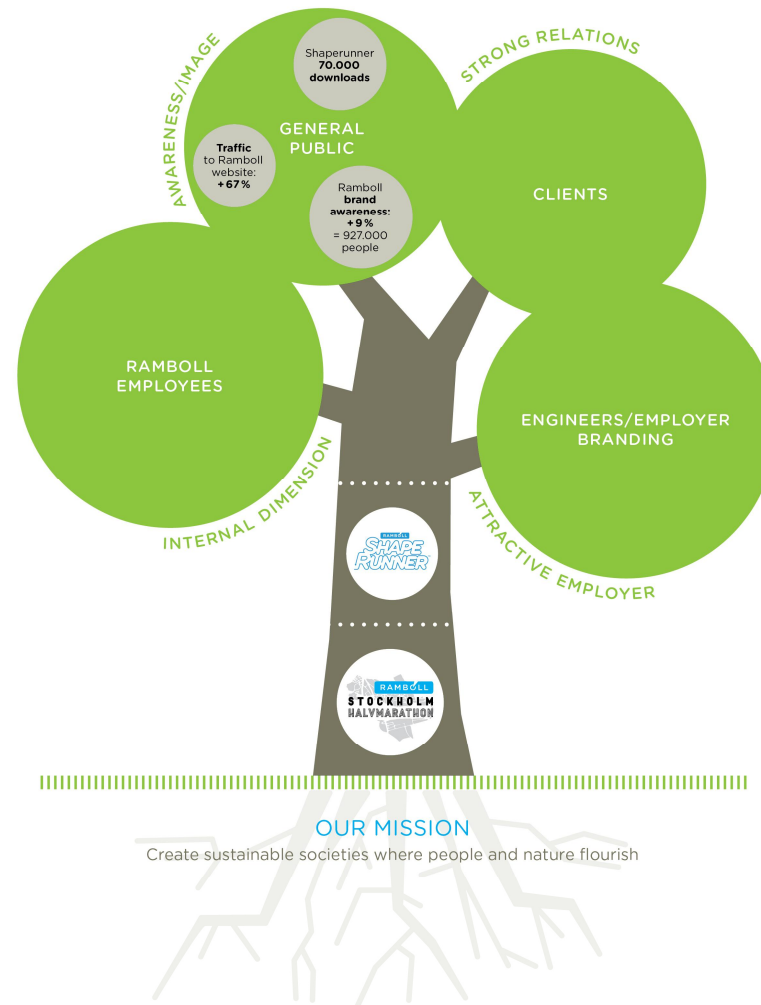 AWARENESS/IMAGE
Shaperunner
70.000
downloads
GENERAL
PUBLIC
Traffic
to Ramboll
website:
+67%
Ramboll
brand
awareness:
+9%
= 927.000
people
STRONG RELATIONS
CLIENTS
RAMBOLL
EMPLOYEES
INTERNAL DIMENSION
ENGINEERS/EMPLOYER
BRANDING
ATTRACTIVE EMPLOYER
RAMBOLL
SHAPE
RUNNER
RAMBOLL
STOCKHOLM
HALVMARATHON
OUR MISSION
Create sustainable societies where people and nature flourish